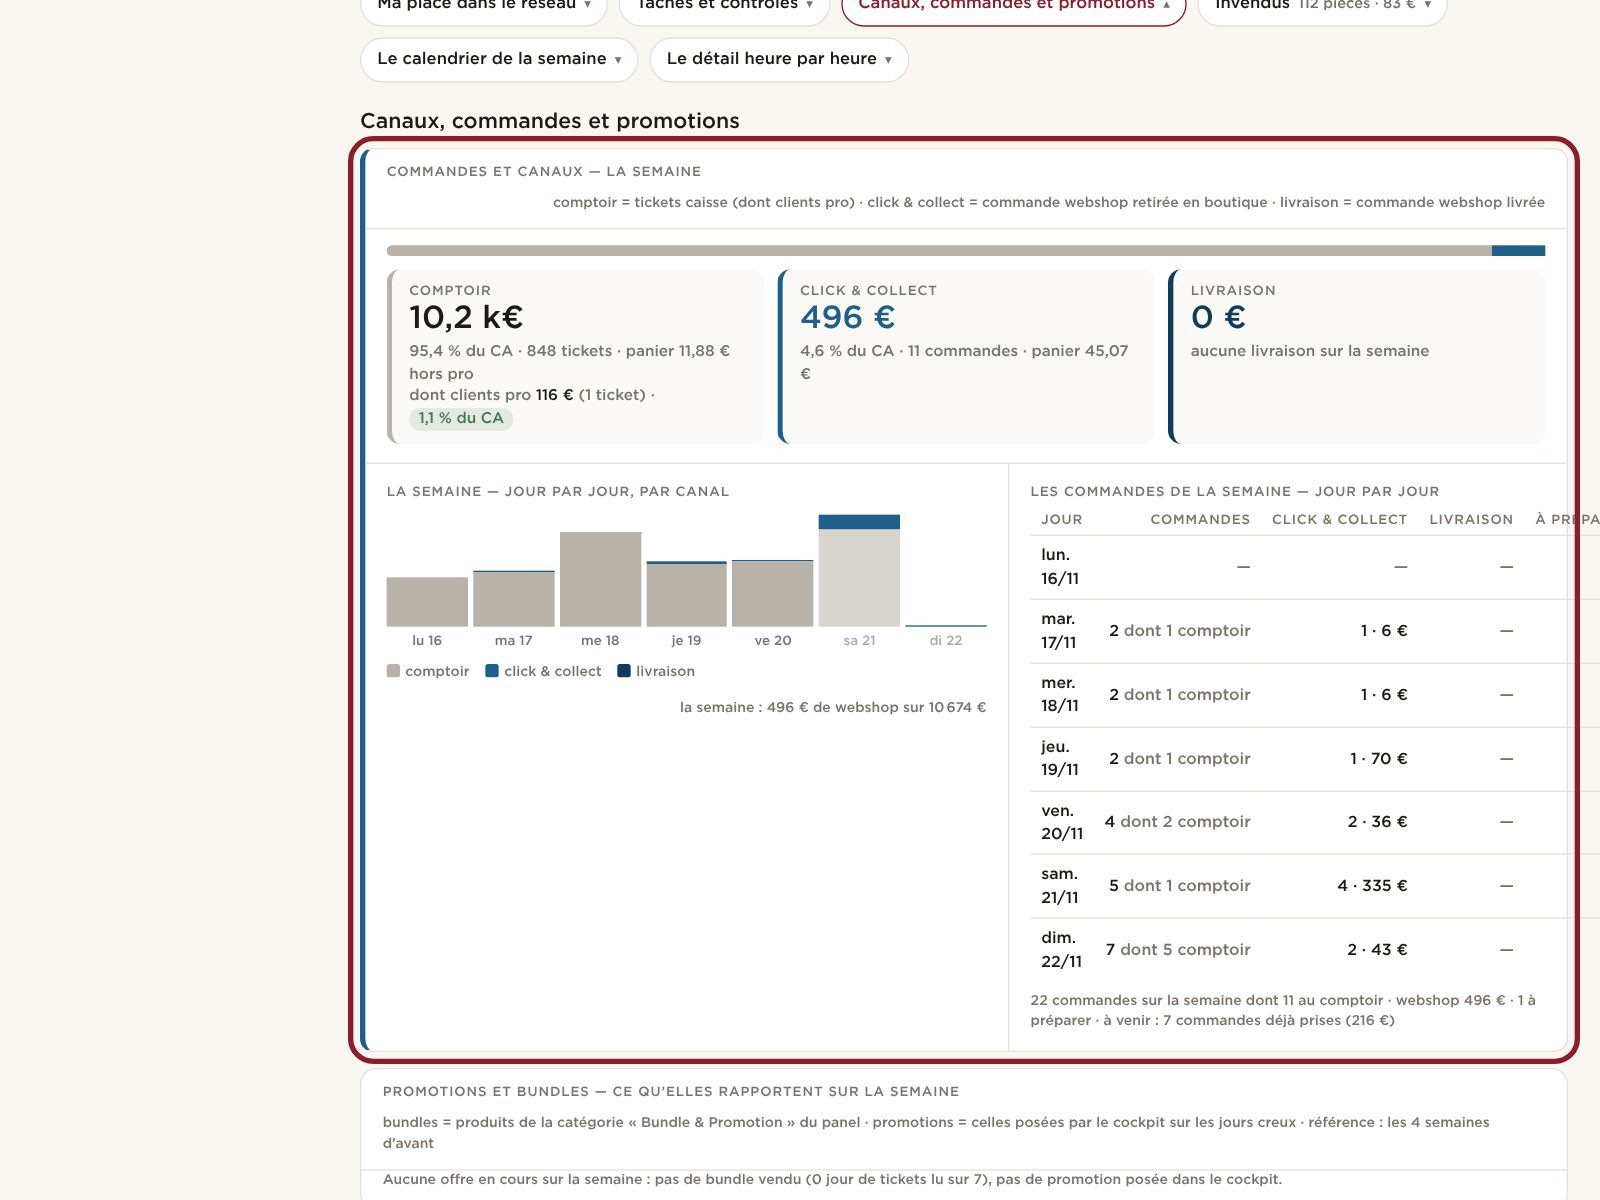 Ma place dans le réseau ▾ Tâches et contrôles ▾ Canaux, commandes et promotions ▴ Invendus 112 pièces · 83 € ▾
Le calendrier de la semaine ▾ Le détail heure par heure ▾
Canaux, commandes et promotions
COMMANDES ET CANAUX — LA SEMAINE
comptoir = tickets caisse (dont clients pro) · click & collect = commande webshop retirée en boutique · livraison = commande webshop livrée
COMPTOIR
10,2 k€
95,4 % du CA · 848 tickets · panier 11,88 €
hors pro
dont clients pro 116 € (1 ticket) ·
1,1 % du CA
CLICK & COLLECT
496 €
4,6 % du CA · 11 commandes · panier 45,07
€
LIVRAISON
0 €
aucune livraison sur la semaine
LA SEMAINE — JOUR PAR JOUR, PAR CANAL
lu 16 ma 17 me 18 je 19 ve 20 sa 21 di 22
comptoir click & collect livraison
la semaine : 496 € de webshop sur 10 674 €
LES COMMANDES DE LA SEMAINE — JOUR PAR JOUR
JOUR COMMANDES CLICK & COLLECT LIVRAISON À PRÉPA
lun.
16/11 — — —
mar.
17/11 2 dont 1 comptoir 1 · 6 € —
mer.
18/11 2 dont 1 comptoir 1 · 6 € —
jeu.
19/11 2 dont 1 comptoir 1 · 70 € —
ven.
20/11 4 dont 2 comptoir 2 · 36 € —
sam.
21/11 5 dont 1 comptoir 4 · 335 € —
dim.
22/11 7 dont 5 comptoir 2 · 43 € —
22 commandes sur la semaine dont 11 au comptoir · webshop 496 € · 1 à
préparer · à venir : 7 commandes déjà prises (216 €)
PROMOTIONS ET BUNDLES — CE QU'ELLES RAPPORTENT SUR LA SEMAINE
bundles = produits de la catégorie « Bundle & Promotion » du panel · promotions = celles posées par le cockpit sur les jours creux · référence : les 4 semaines
d'avant
Aucune offre en cours sur la semaine : pas de bundle vendu (0 jour de tickets lu sur 7), pas de promotion posée dans le cockpit.